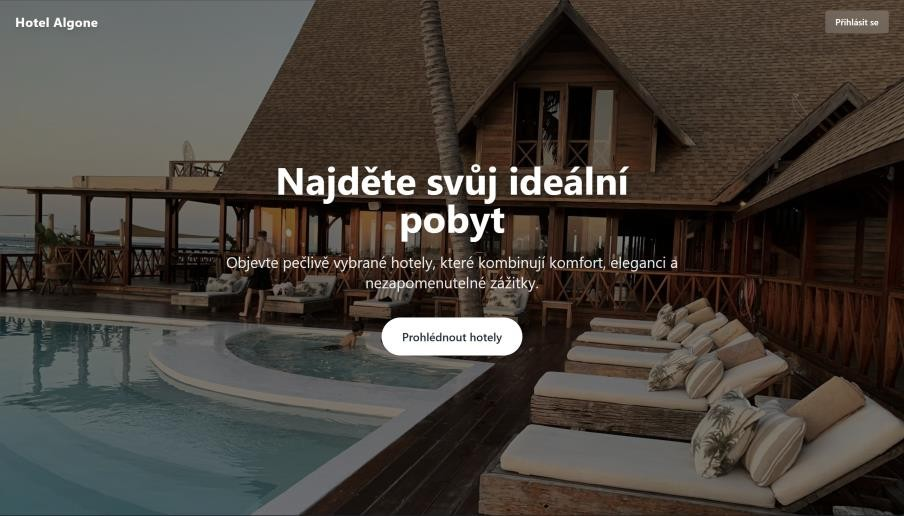 Hotel Algone
Přihlásit se
Najděte svůj ideální
pobyt
Objevte pečlivě vybrané hotely, které kombinují komfort, eleganci a
nezapomenutelné zážitky.
Prohlédnout hotely